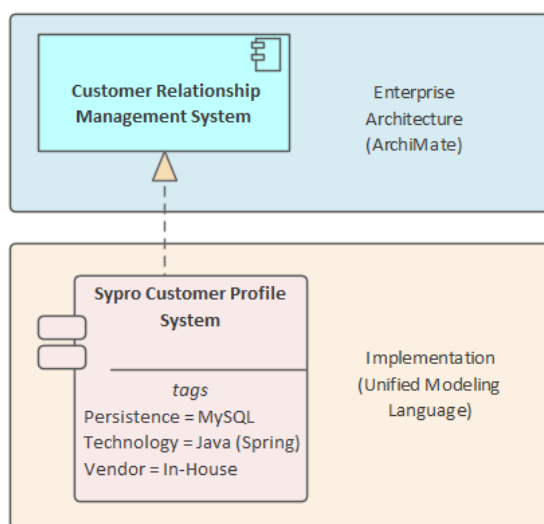 Customer Relationship
Management System
Enterprise
Architecture
(ArchiMate)
Sypro Customer Profile
System
tags
Persistence = MySQL
Technology = Java (Spring)
Vendor = In-House
Implementation
(Unified Modeling
Language)